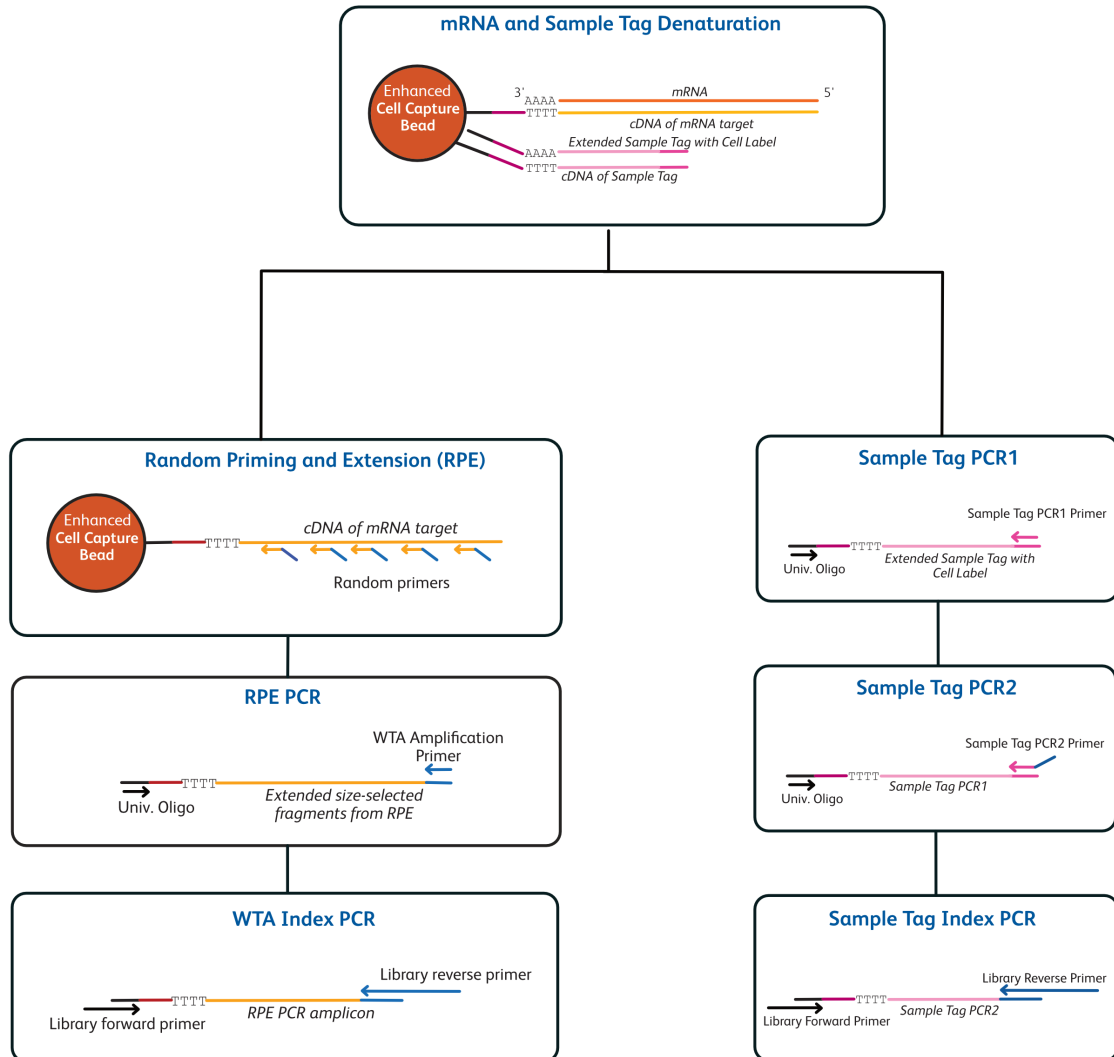 mRNA and Sample Tag Denaturation
Enhanced
Cell Capture
Bead
3'
5'
AAAA
mRNA
TTTT
cDNA of mRNA target
Extended Sample Tag with Cell Label
AAAA
TTTT
cDNA of Sample Tag
Random Priming and Extension (RPE)
Enhanced
Cell Capture
Bead
cDNA of mRNA target
TTTT
Random primers
RPE PCR
WTA Amplification
Primer
TTTT
Univ. Oligo
Extended size-selected
fragments from RPE
WTA Index PCR
Library reverse primer
TTTT
Library forward primer
RPE PCR amplicon
Sample Tag PCR1
Sample Tag PCR1 Primer
TTTT
Univ. Oligo
Extended Sample Tag with
Cell Label
Sample Tag PCR2
Sample Tag PCR2 Primer
TTTT
Univ. Oligo
Sample Tag PCR1
Sample Tag Index PCR
Library Reverse Primer
TTTT
Library Forward Primer
Sample Tag PCR2